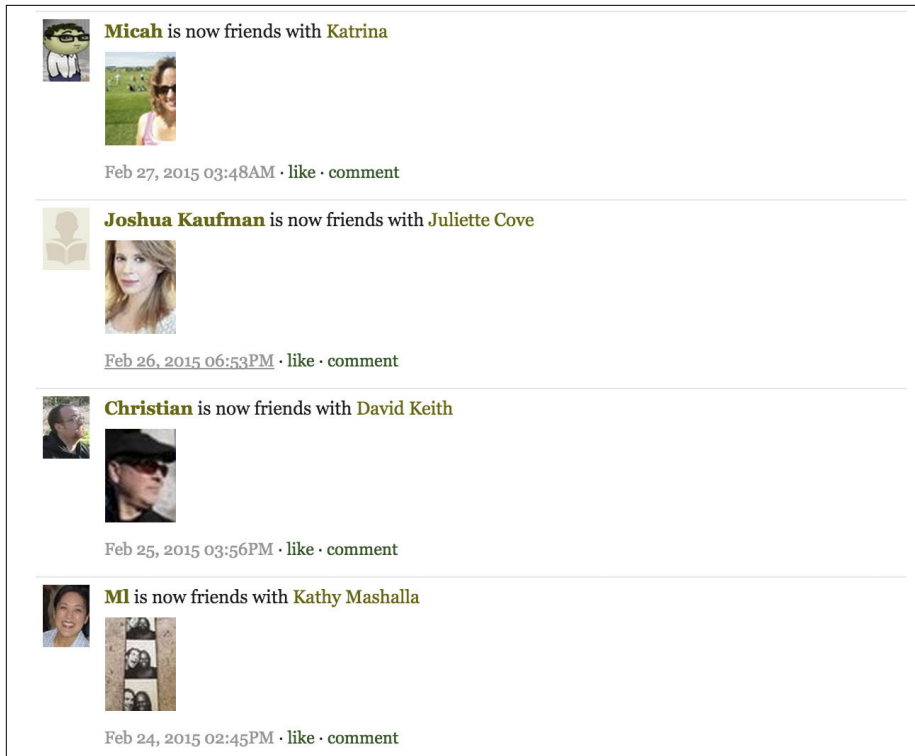 Micah is now friends with Katrina
Feb 27, 2015 03:48AM · like · comment
Joshua Kaufman is now friends with Juliette Cove
Feb 26, 2015 06:53PM · like · comment
Christian is now friends with David Keith
Feb 25, 2015 03:56PM · like · comment
Ml is now friends with Kathy Mashalla
Feb 24, 2015 02:45PM · like · comment